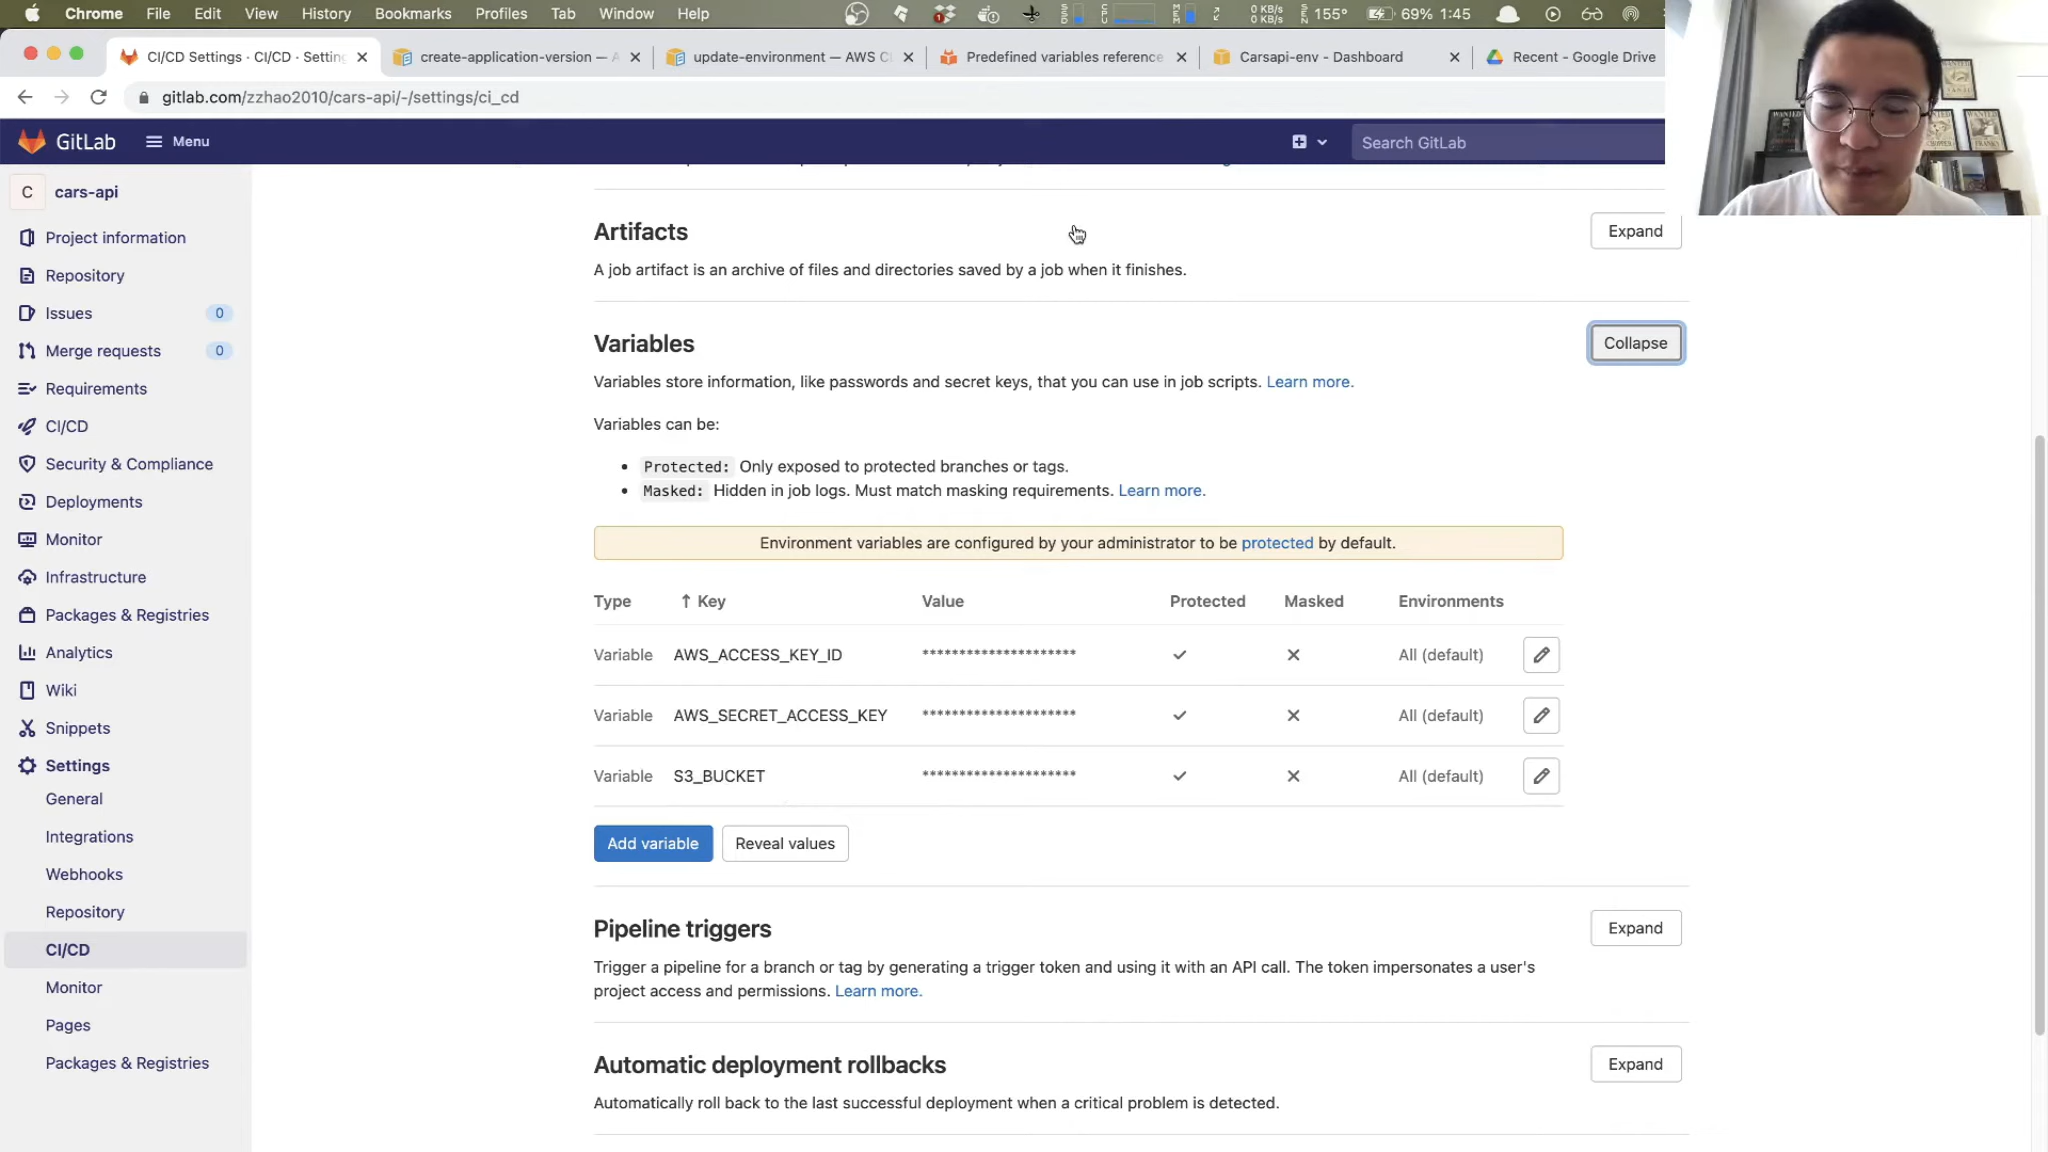 Chrome File Edit View History Bookmarks Profiles Tab Window Help
0 KB/s
0 KB/s
155° 69% 1:45
CI/CD Settings · CI/CD · Setting
create-application-version — A
update-environment — AWS C
Predefined variables reference
Carsapi-env - Dashboard
Recent - Google Drive
gitlab.com/zzhao2010/cars-api/-/settings/ci_cd
GitLab
Menu
Search GitLab
C cars-api
Project information
Repository
Issues 0
Merge requests 0
Requirements
CI/CD
Security & Compliance
Deployments
Monitor
Infrastructure
Packages & Registries
Analytics
Wiki
Snippets
Settings
General
Integrations
Webhooks
Repository
CI/CD
Monitor
Pages
Packages & Registries
Artifacts
Expand
A job artifact is an archive of files and directories saved by a job when it finishes.
Variables
Collapse
Variables store information, like passwords and secret keys, that you can use in job scripts. Learn more.
Variables can be:
• Protected: Only exposed to protected branches or tags.
• Masked: Hidden in job logs. Must match masking requirements. Learn more.
Environment variables are configured by your administrator to be protected by default.
Type ↑ Key Value Protected Masked Environments
Variable AWS_ACCESS_KEY_ID ********************* All (default)
Variable AWS_SECRET_ACCESS_KEY ********************* All (default)
Variable S3_BUCKET ********************* All (default)
Add variable
Reveal values
Pipeline triggers
Expand
Trigger a pipeline for a branch or tag by generating a trigger token and using it with an API call. The token impersonates a user's
project access and permissions. Learn more.
Automatic deployment rollbacks
Expand
Automatically roll back to the last successful deployment when a critical problem is detected.